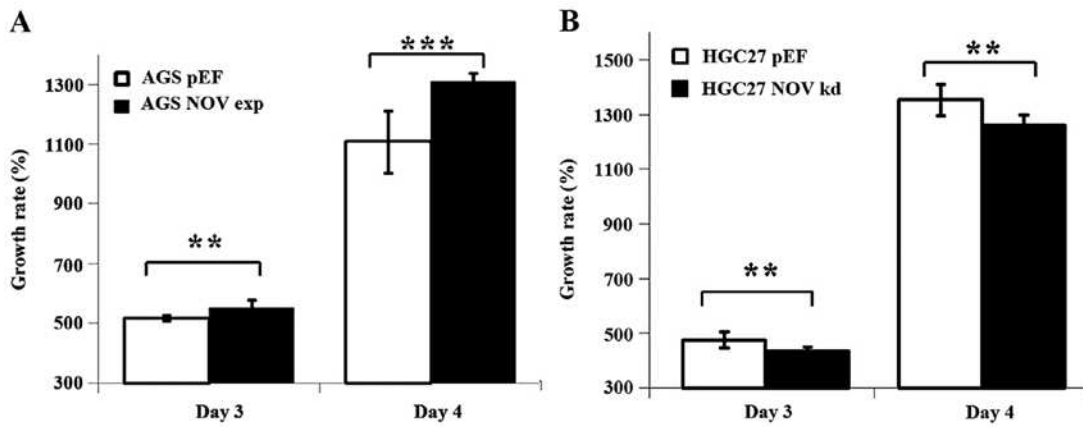 A
AGS pEF
AGS NOV exp
Growth rate (%)
1300
1100
900
700
500
300
**
***
Day 3
Day 4
B
HGC27 pEF
HGC27 NOV kd
Growth rate (%)
1500
1300
1100
900
700
500
300
**
**
Day 3
Day 4